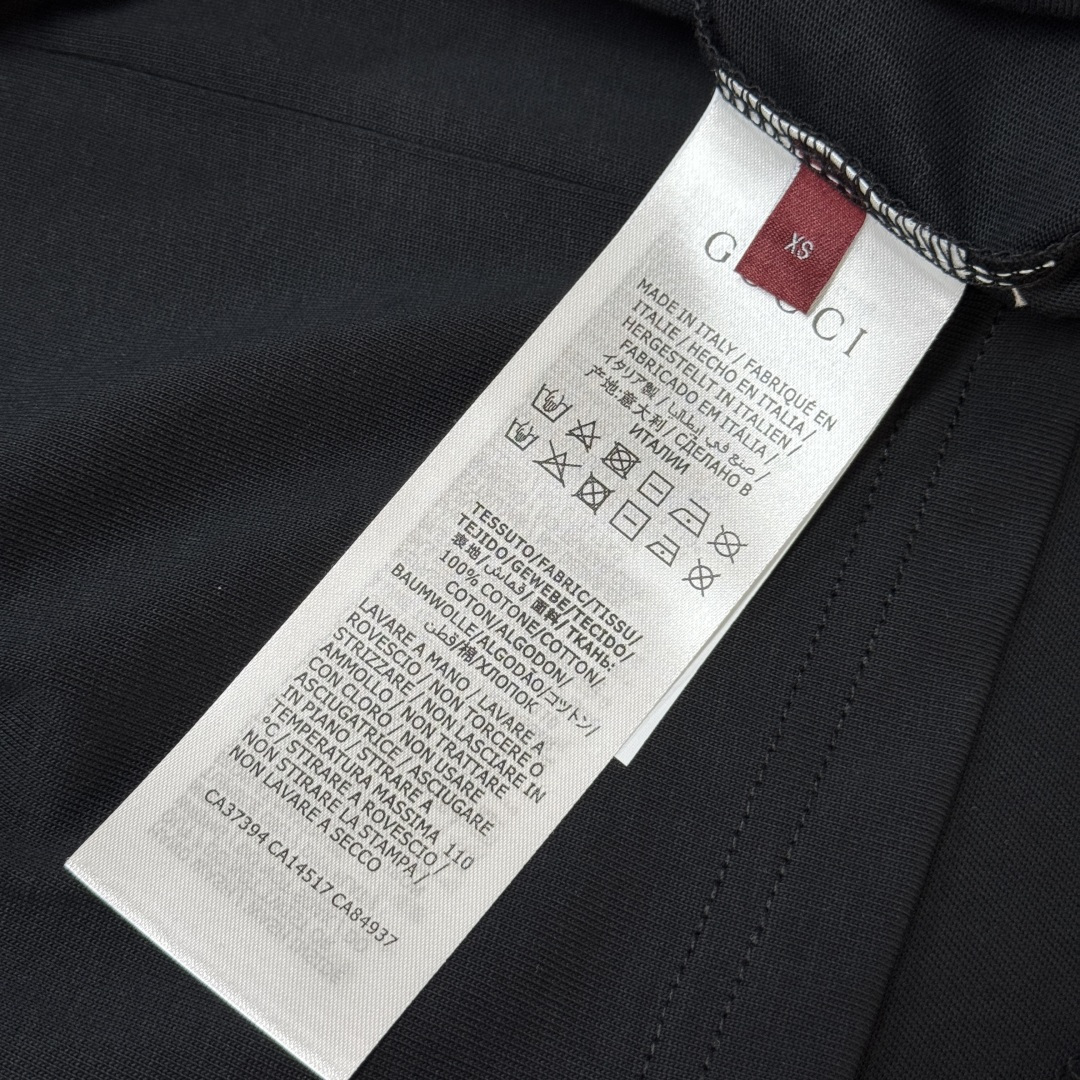 XS
G CCI
MADE IN ITALY / FABRIQUÉ EN
ITALIE / HECHO EN ITALIA /
HERGESTELLT IN ITALIEN /
FABRICADO EM ITÁLIA /
イタリア製 / صنع في إيطاليا /
产地:意大利 / СДЕЛАНО В
ИТАЛИИ
TESSUTO/FABRIC/TISSU/
TEJIDO/GEWEBE/TECIDO/
表地/قماش/面料/ТКАНЬ:
100% COTONE/COTTON/
COTON/ALGODON/
BAUMWOLLE/ALGODÃO/コットン/
قطن/棉/ХЛОПОК
LAVARE A MANO / LAVARE A
ROVESCIO / NON TORCERE O
STRIZZARE / NON LASCIARE IN
AMMOLLO / NON TRATTARE
CON CLORO / NON USARE
ASCIUGATRICE / ASCIUGARE
IN PIANO / STIRARE A
TEMPERATURA MASSIMA 110
°C / STIRARE A ROVESCIO /
NON STIRARE LA STAMPA /
NON LAVARE A SECCO
CA37394 CA14517 CA84937